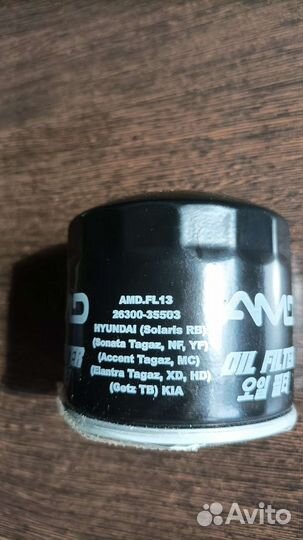 AMD.FL13
26300-35503
HYUNDAI (Solaris RB)
(Sonata Tagaz, NF, YF)
(Accent Tagaz, MC)
(Elantra Tagaz, XD, HD)
(Getz TB) KIA
AMD
OIL FILTER
오일 필터
Avito